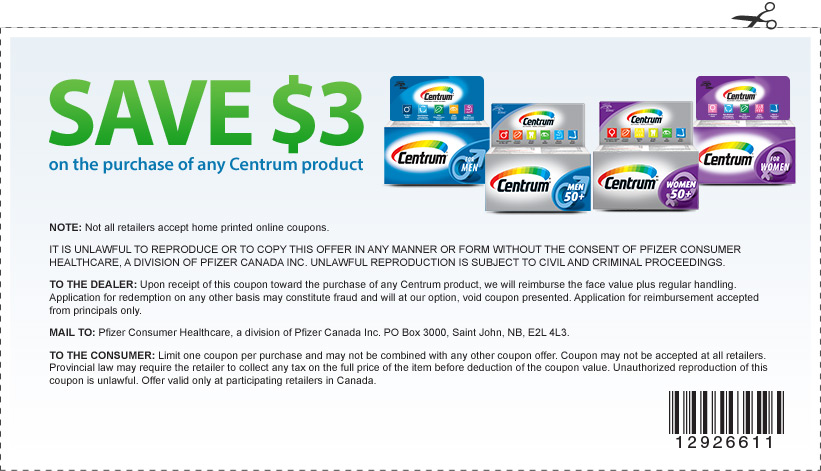 SAVE $3
on the purchase of any Centrum product
Centrum
Centrum
Centrum
Centrum
Centrum
FOR
MEN
Centrum
MEN
50+
Centrum
WOMEN
50+
Centrum
FOR
WOMEN
NOTE: Not all retailers accept home printed online coupons.
IT IS UNLAWFUL TO REPRODUCE OR TO COPY THIS OFFER IN ANY MANNER OR FORM WITHOUT THE CONSENT OF PFIZER CONSUMER
HEALTHCARE, A DIVISION OF PFIZER CANADA INC. UNLAWFUL REPRODUCTION IS SUBJECT TO CIVIL AND CRIMINAL PROCEEDINGS.
TO THE DEALER: Upon receipt of this coupon toward the purchase of any Centrum product, we will reimburse the face value plus regular handling.
Application for redemption on any other basis may constitute fraud and will at our option, void coupon presented. Application for reimbursement accepted
from principals only.
MAIL TO: Pfizer Consumer Healthcare, a division of Pfizer Canada Inc. PO Box 3000, Saint John, NB, E2L 4L3.
TO THE CONSUMER: Limit one coupon per purchase and may not be combined with any other coupon offer. Coupon may not be accepted at all retailers.
Provincial law may require the retailer to collect any tax on the full price of the item before deduction of the coupon value. Unauthorized reproduction of this
coupon is unlawful. Offer valid only at participating retailers in Canada.
12926611